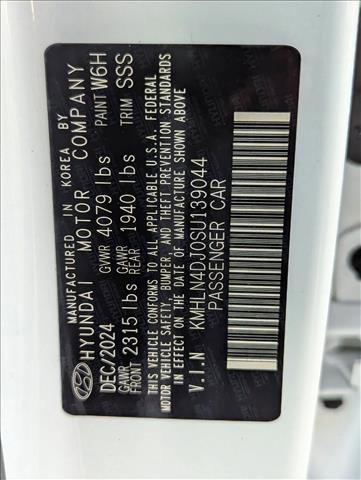 MANUFACTURED IN KOREA BY
HYUNDAI MOTOR COMPANY
DEC/2024 GVWR 4079 lbs PAINT W6H
GAWR FRONT 2315 lbs GAWR REAR 1940 lbs TRIM SSS
THIS VEHICLE CONFORMS TO ALL APPLICABLE U.S.A. FEDERAL
MOTOR VEHICLE SAFETY, BUMPER, AND THEFT PREVENTION STANDARDS
IN EFFECT ON THE DATE OF MANUFACTURE SHOWN ABOVE
V.I.N KMHLN4DJ0SU139044
PASSENGER CAR